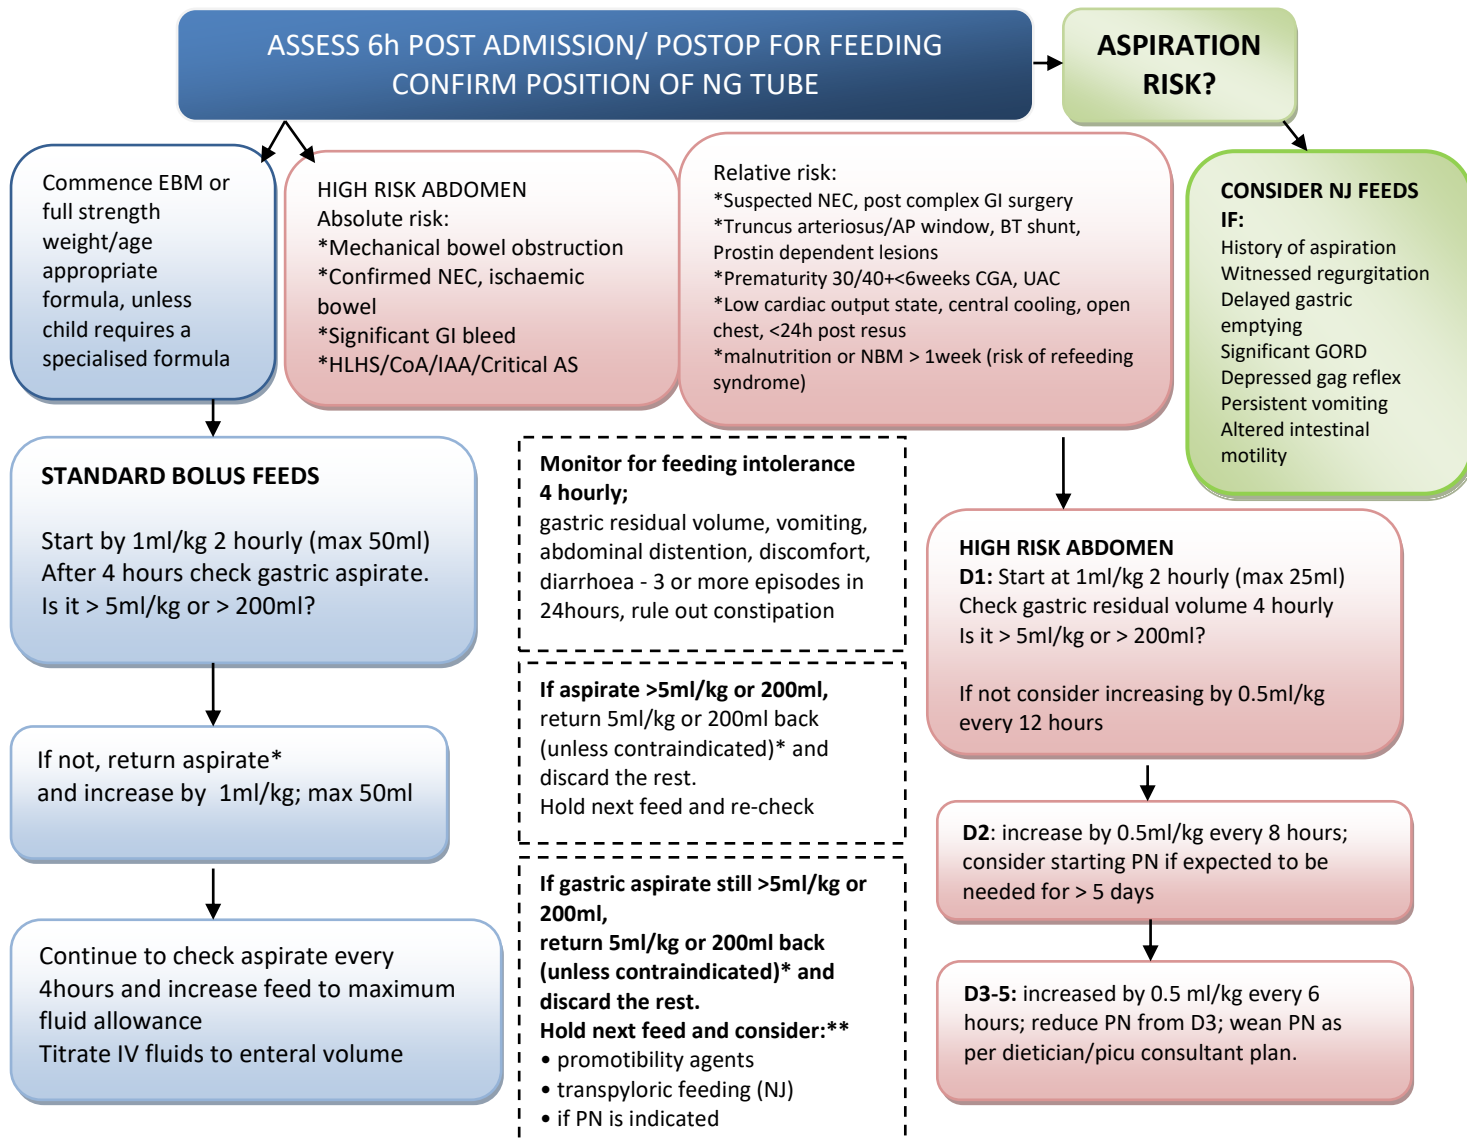 ASSESS 6h POST ADMISSION/ POSTOP FOR FEEDING
CONFIRM POSITION OF NG TUBE
ASPIRATION
RISK?
Commence EBM or
full strength
weight/age
appropriate
formula, unless
child requires a
specialised formula
HIGH RISK ABDOMEN
Absolute risk:
*Mechanical bowel obstruction
*Confirmed NEC, ischaemic
bowel
*Significant GI bleed
*HLHS/CoA/IAA/Critical AS
Relative risk:
*Suspected NEC, post complex GI surgery
*Truncus arteriosus/AP window, BT shunt,
Prostin dependent lesions
*Prematurity 30/40+<6weeks CGA, UAC
*Low cardiac output state, central cooling, open
chest, <24h post resus
*malnutrition or NBM > 1week (risk of refeeding
syndrome)
CONSIDER NJ FEEDS
IF:
History of aspiration
Witnessed regurgitation
Delayed gastric
emptying
Significant GORD
Depressed gag reflex
Persistent vomiting
Altered intestinal
motility
STANDARD BOLUS FEEDS
Start by 1ml/kg 2 hourly (max 50ml)
After 4 hours check gastric aspirate.
Is it > 5ml/kg or > 200ml?
If not, return aspirate*
and increase by 1ml/kg; max 50ml
Continue to check aspirate every
4hours and increase feed to maximum
fluid allowance
Titrate IV fluids to enteral volume
Monitor for feeding intolerance
4 hourly;
gastric residual volume, vomiting,
abdominal distention, discomfort,
diarrhoea - 3 or more episodes in
24hours, rule out constipation
If aspirate >5ml/kg or 200ml,
return 5ml/kg or 200ml back
(unless contraindicated)* and
discard the rest.
Hold next feed and re-check
If gastric aspirate still >5ml/kg or
200ml,
return 5ml/kg or 200ml back
(unless contraindicated)* and
discard the rest.
Hold next feed and consider:**
• promotibility agents
• transpyloric feeding (NJ)
• if PN is indicated
HIGH RISK ABDOMEN
D1: Start at 1ml/kg 2 hourly (max 25ml)
Check gastric residual volume 4 hourly
Is it > 5ml/kg or > 200ml?
If not consider increasing by 0.5ml/kg
every 12 hours
D2: increase by 0.5ml/kg every 8 hours;
consider starting PN if expected to be
needed for > 5 days
D3-5: increased by 0.5 ml/kg every 6
hours; reduce PN from D3; wean PN as
per dietician/picu consultant plan.